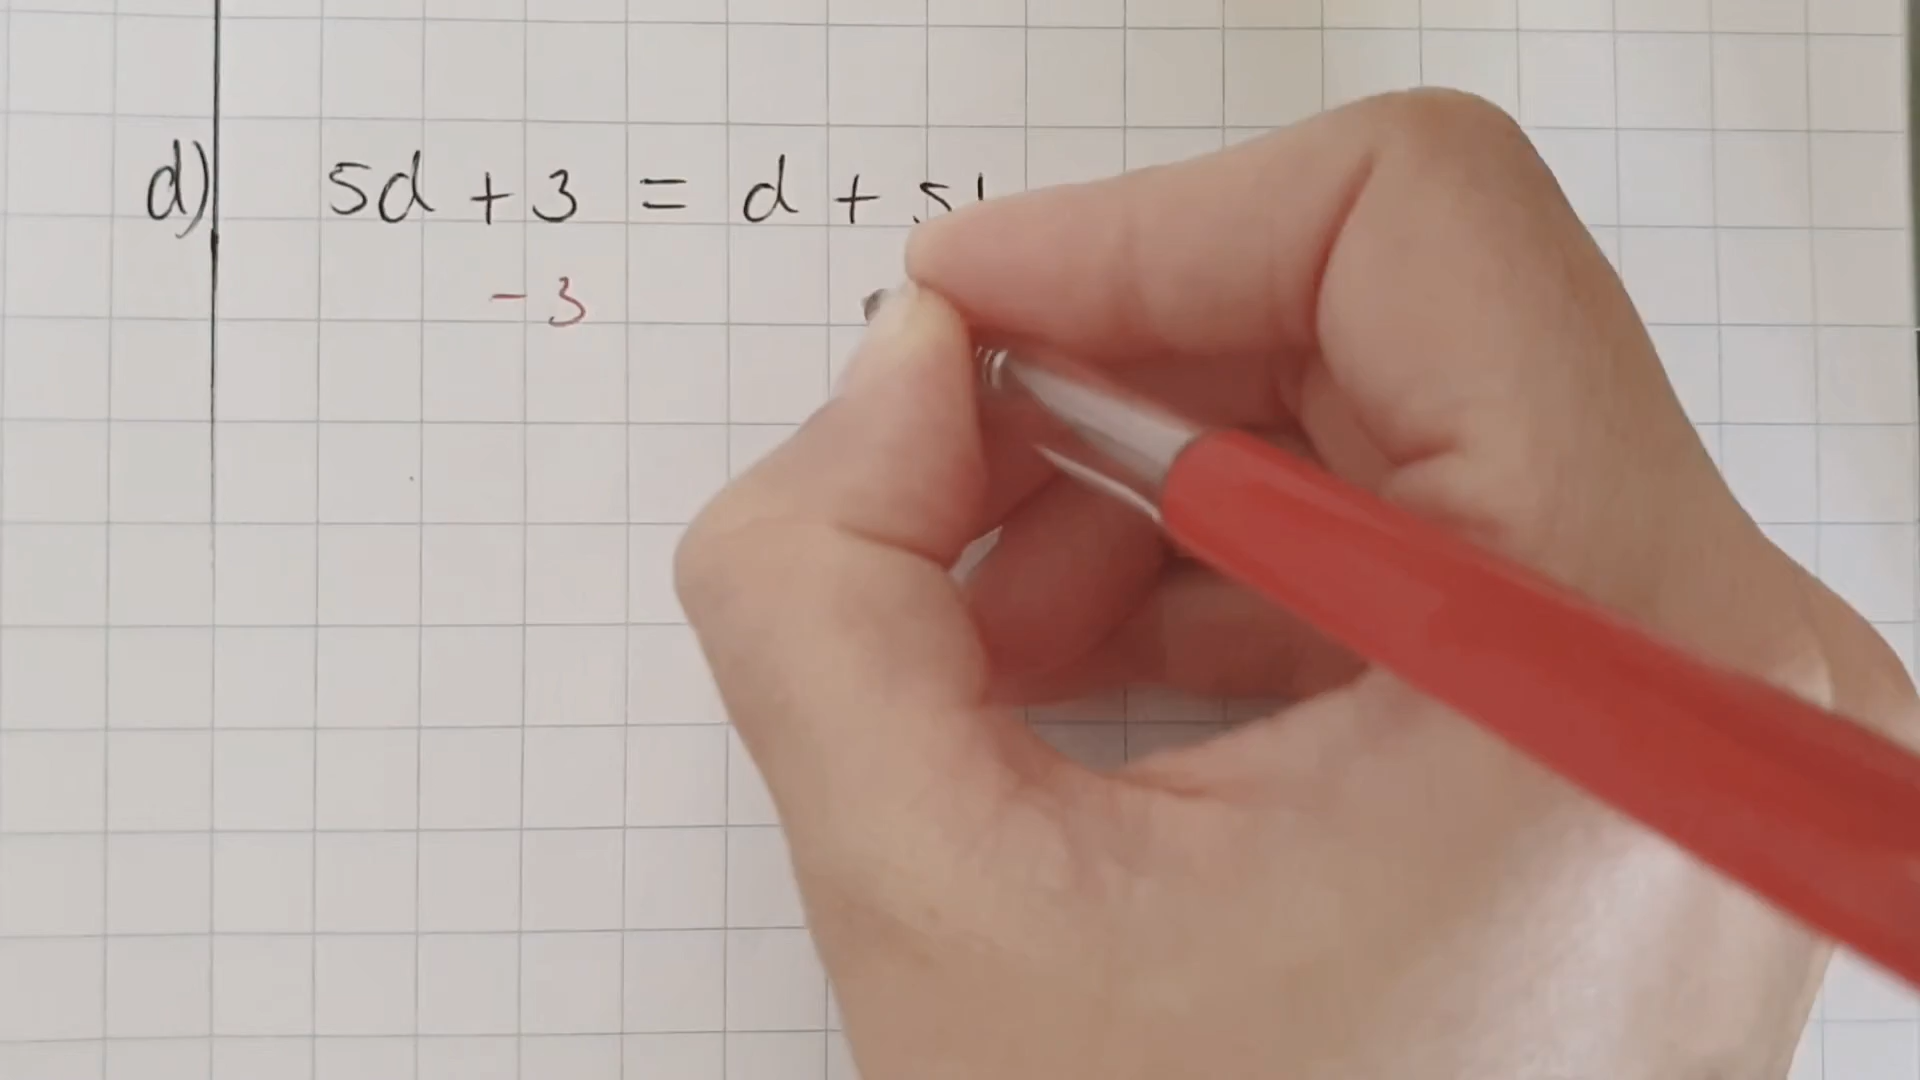 d) 5d + 3 = d +
- 3